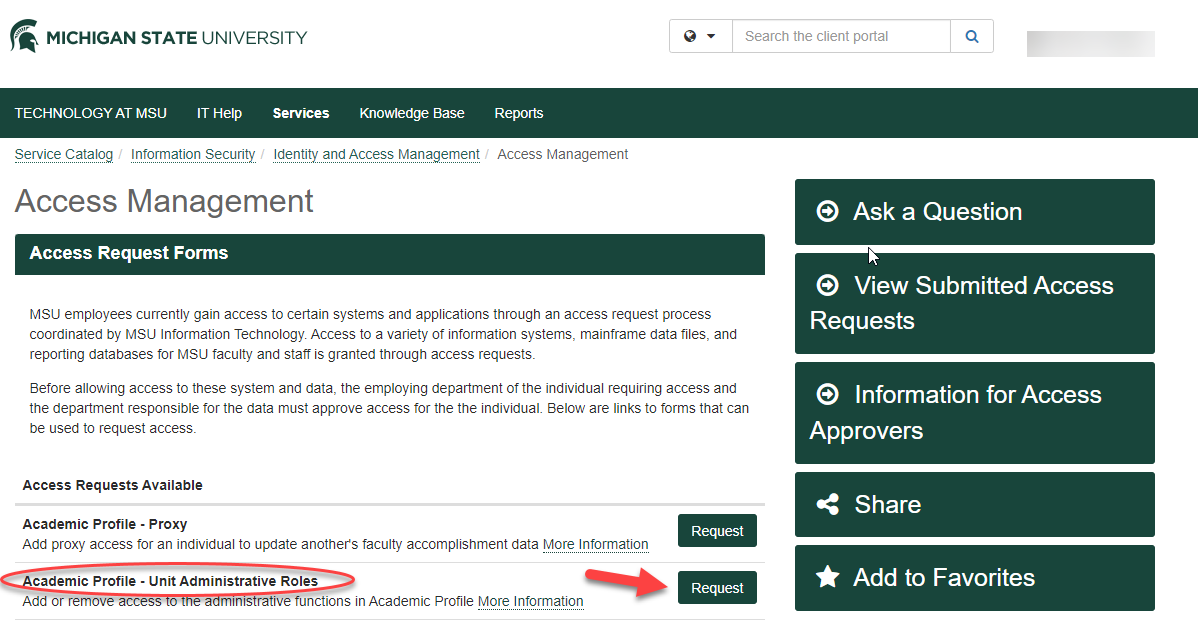 MICHIGAN STATE UNIVERSITY
Search the client portal
TECHNOLOGY AT MSU IT Help Services Knowledge Base Reports
Service Catalog / Information Security / Identity and Access Management / Access Management
Access Management
Access Request Forms
MSU employees currently gain access to certain systems and applications through an access request process
coordinated by MSU Information Technology. Access to a variety of information systems, mainframe data files, and
reporting databases for MSU faculty and staff is granted through access requests.
Before allowing access to these system and data, the employing department of the individual requiring access and
the department responsible for the data must approve access for the the individual. Below are links to forms that can
be used to request access.
Access Requests Available
Academic Profile - Proxy
Add proxy access for an individual to update another's faculty accomplishment data More Information
Request
Academic Profile - Unit Administrative Roles
Add or remove access to the administrative functions in Academic Profile More Information
Request
Ask a Question
View Submitted Access
Requests
Information for Access
Approvers
Share
Add to Favorites